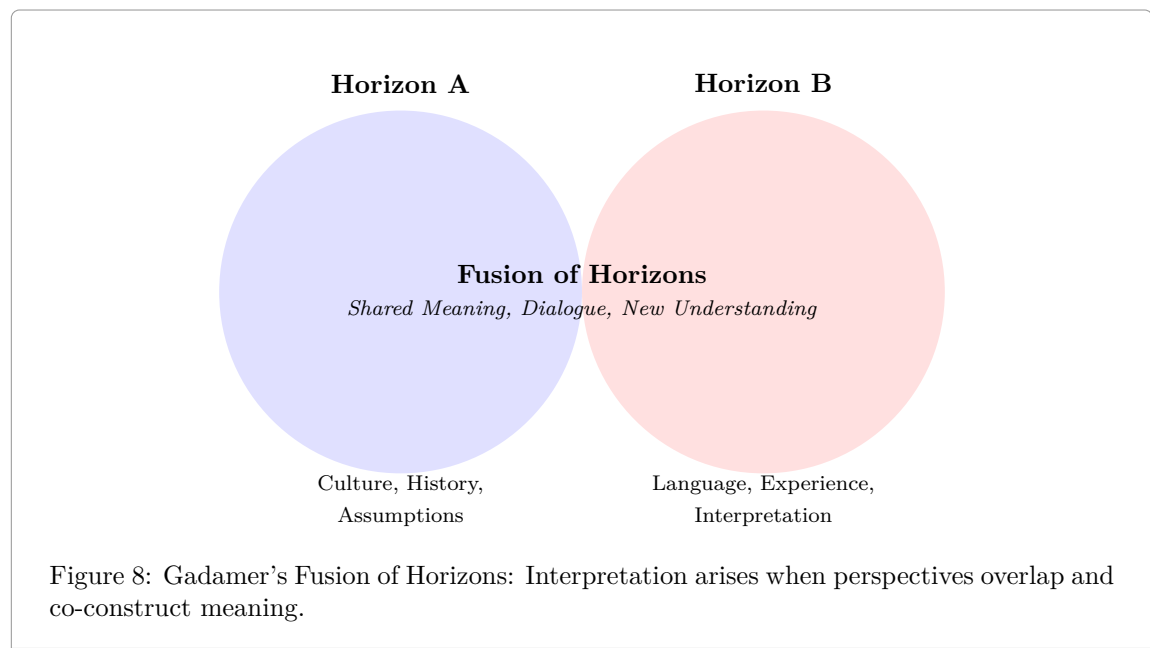 Horizon A
Horizon B
Fusion of Horizons
Shared Meaning, Dialogue, New Understanding
Culture, History,
Assumptions
Language, Experience,
Interpretation
Figure 8: Gadamer's Fusion of Horizons: Interpretation arises when perspectives overlap and
co-construct meaning.